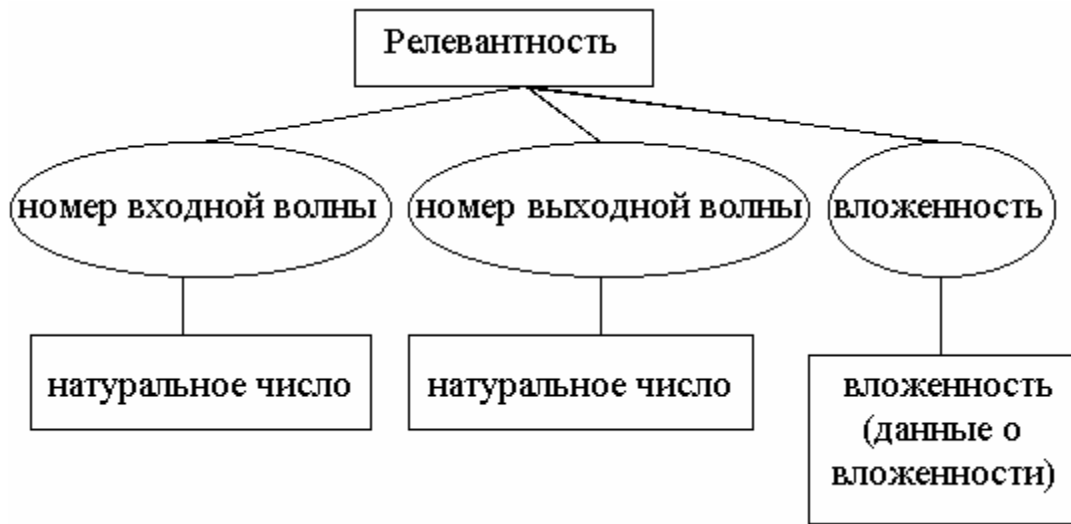 Релевантность
номер входной волны
номер выходной волны
вложенность
натуральное число
натуральное число
вложенность
(данные о
вложенности)